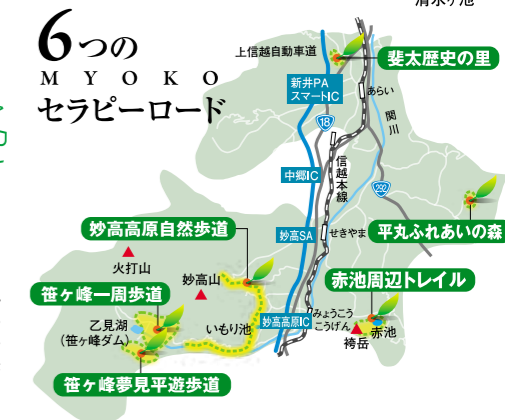 6つの
MYOKO
セラピーロード
上信越自動車道
斐太歴史の里
新井PA
スマートIC
あらい
関川
18
信越本線
中郷IC
292
妙高SA
せきやま
平丸ふれあいの森
妙高高原自然歩道
火打山
妙高山
赤池周辺トレイル
笹ヶ峰一周歩道
乙見湖
(笹ヶ峰ダム)
いもり池
妙高高原IC
みょうこう
こうげん
赤池
袴岳
笹ヶ峰夢見平遊歩道